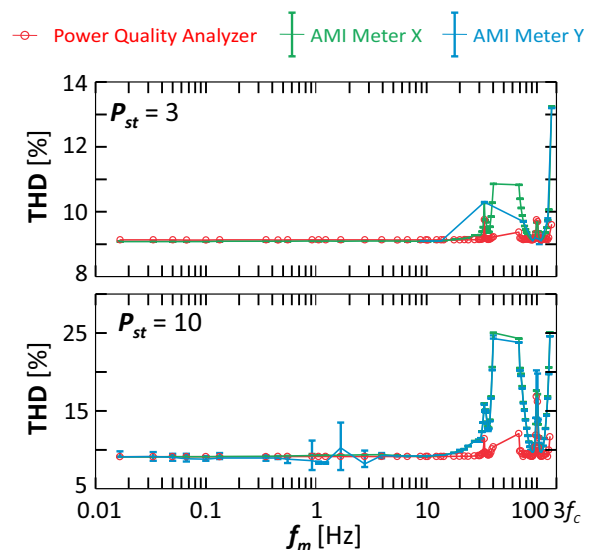 Power Quality Analyzer AMI Meter X AMI Meter Y
14
12
10
8
THD [%]
Pst = 3
25
15
5
THD [%]
Pst = 10
0.01 0.1 1 10 100 3fc
fm [Hz]